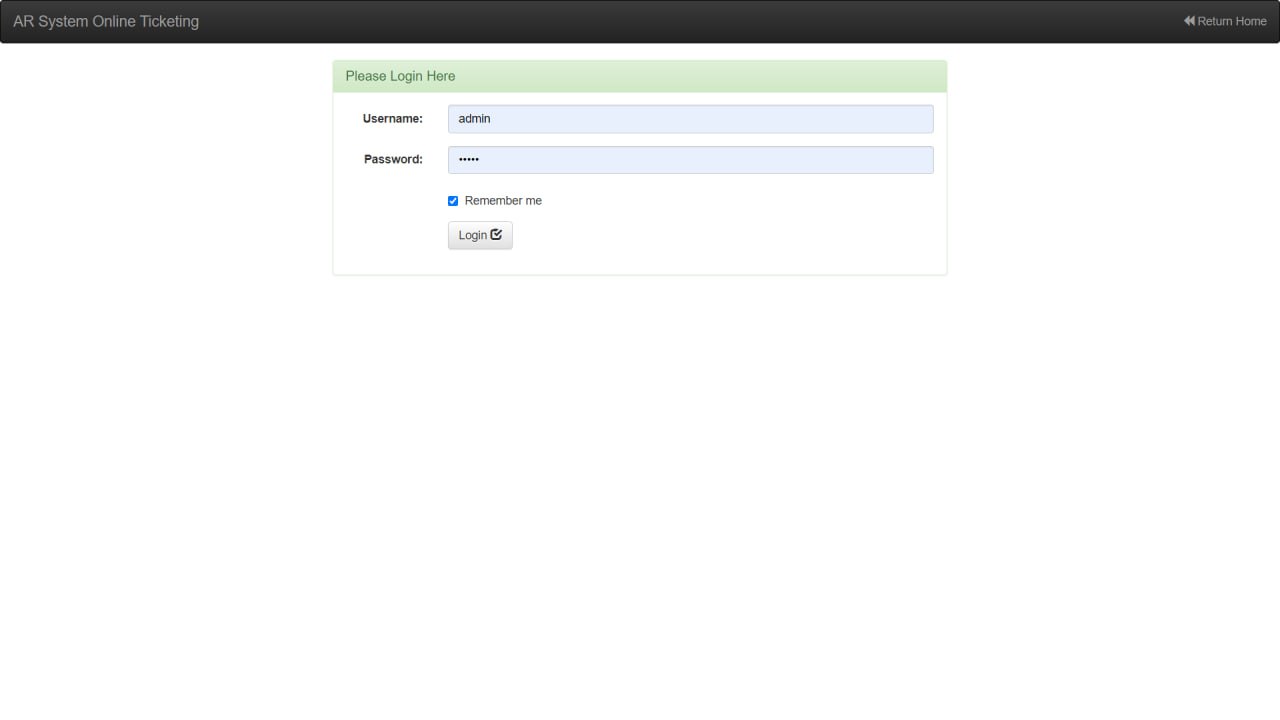 AR System Online Ticketing
Return Home
Please Login Here
Username:
admin
Password:
•••••
Remember me
Login